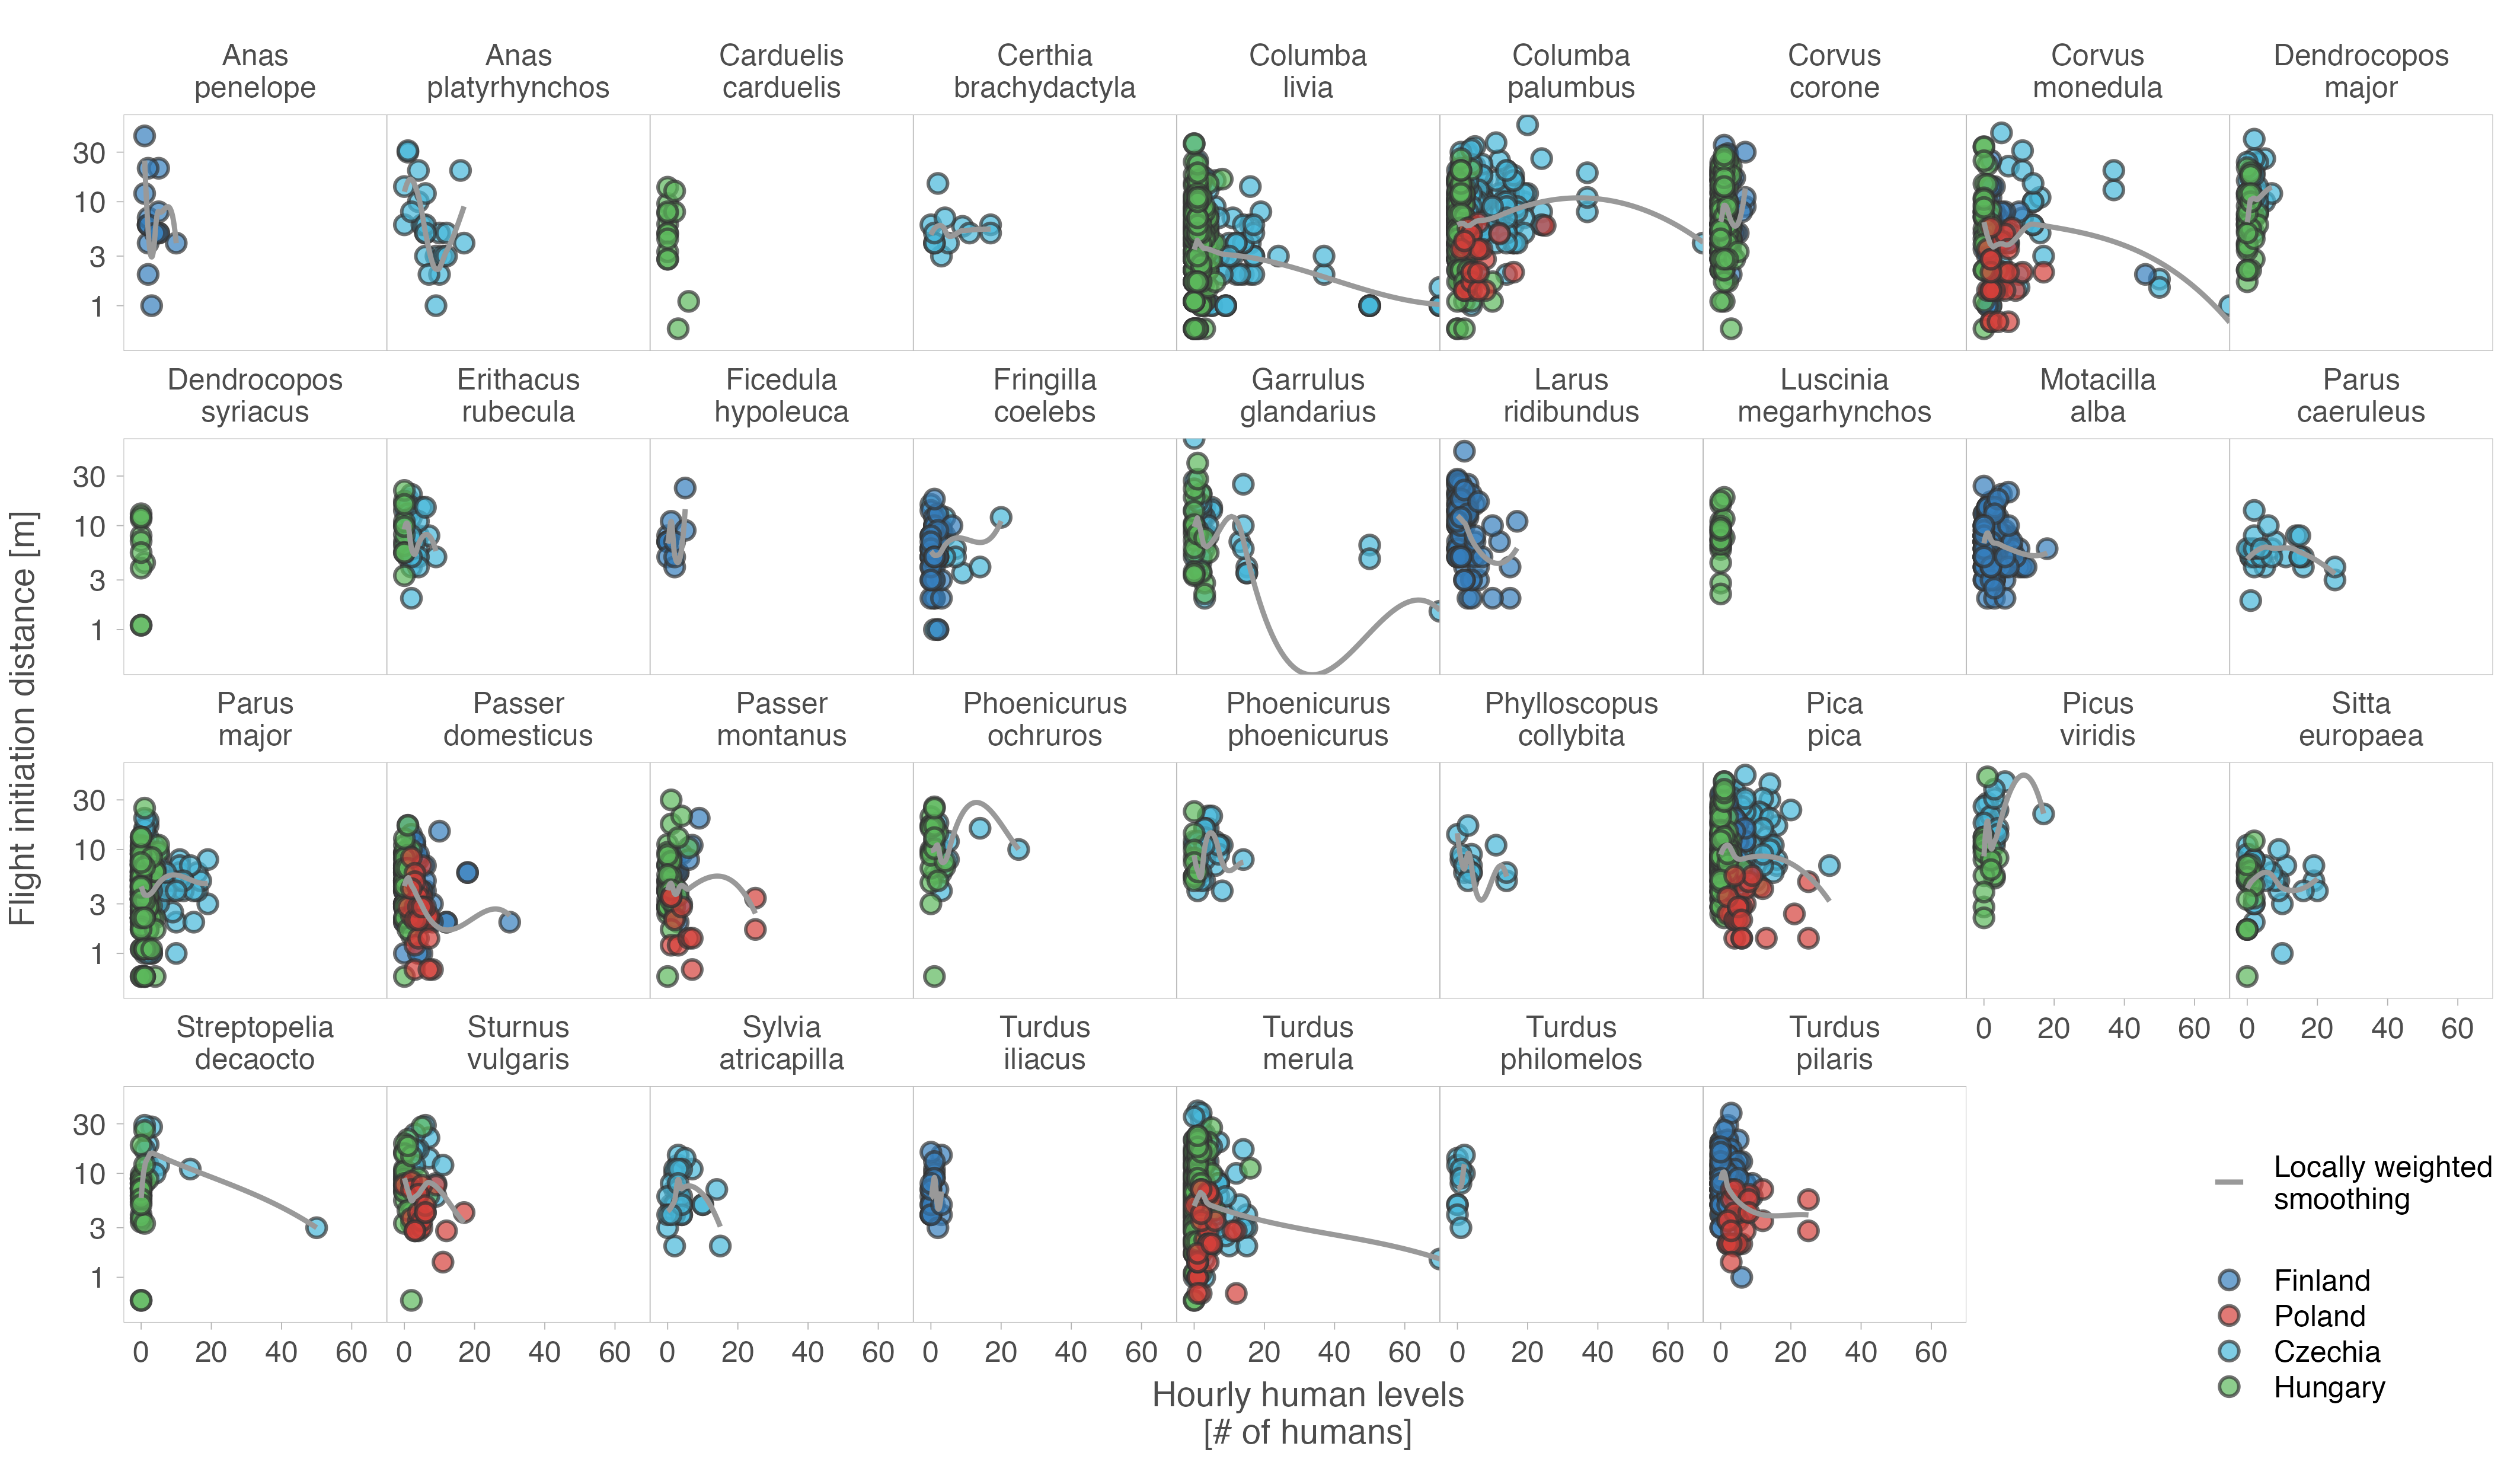 Anas
penelope
Anas
platyrhynchos
Carduelis
carduelis
Certhia
brachydactyla
Columba
livia
Columba
palumbus
Corvus
corone
Corvus
monedula
Dendrocopos
major
30
10
3
1
Dendrocopos
syriacus
Erithacus
rubecula
Ficedula
hypoleuca
Fringilla
coelebs
Garrulus
glandarius
Larus
ridibundus
Luscinia
megarhynchos
Motacilla
alba
Parus
caeruleus
30
10
3
1
Flight initiation distance [m]
Parus
major
Passer
domesticus
Passer
montanus
Phoenicurus
ochruros
Phoenicurus
phoenicurus
Phylloscopus
collybita
Pica
pica
Picus
viridis
Sitta
europaea
30
10
3
1
0 20 40 60 0 20 40 60
Streptopelia
decaocto
Sturnus
vulgaris
Sylvia
atricapilla
Turdus
iliacus
Turdus
merula
Turdus
philomelos
Turdus
pilaris
30
10
3
1
0 20 40 60 0 20 40 60 0 20 40 60 0 20 40 60 0 20 40 60 0 20 40 60 0 20 40 60
Hourly human levels
[# of humans]
Locally weighted
smoothing
Finland
Poland
Czechia
Hungary